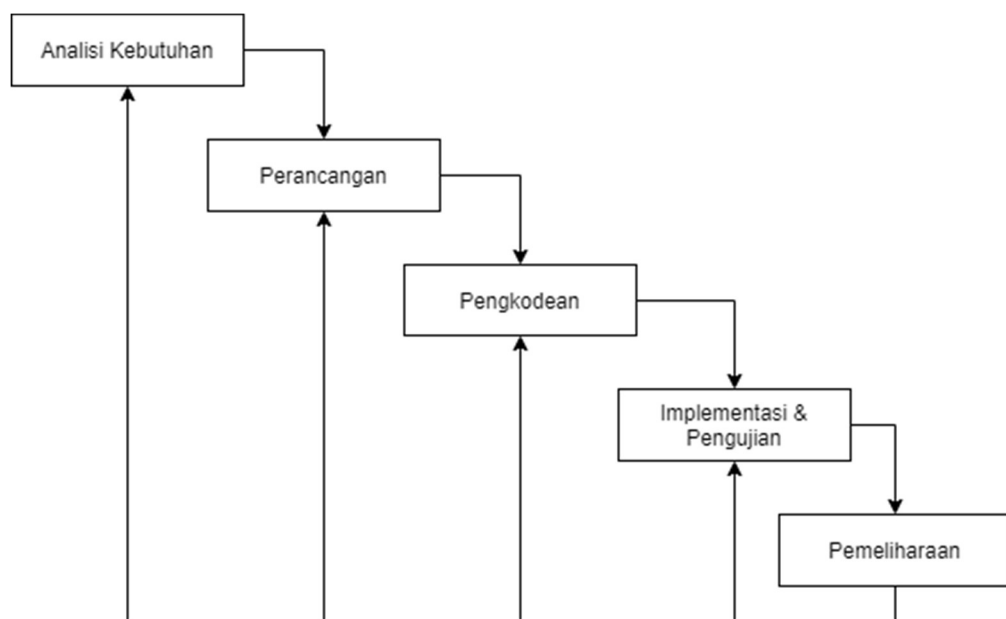 Analisi Kebutuhan
Perancangan
Pengkodean
Implementasi &
Pengujian
Pemeliharaan